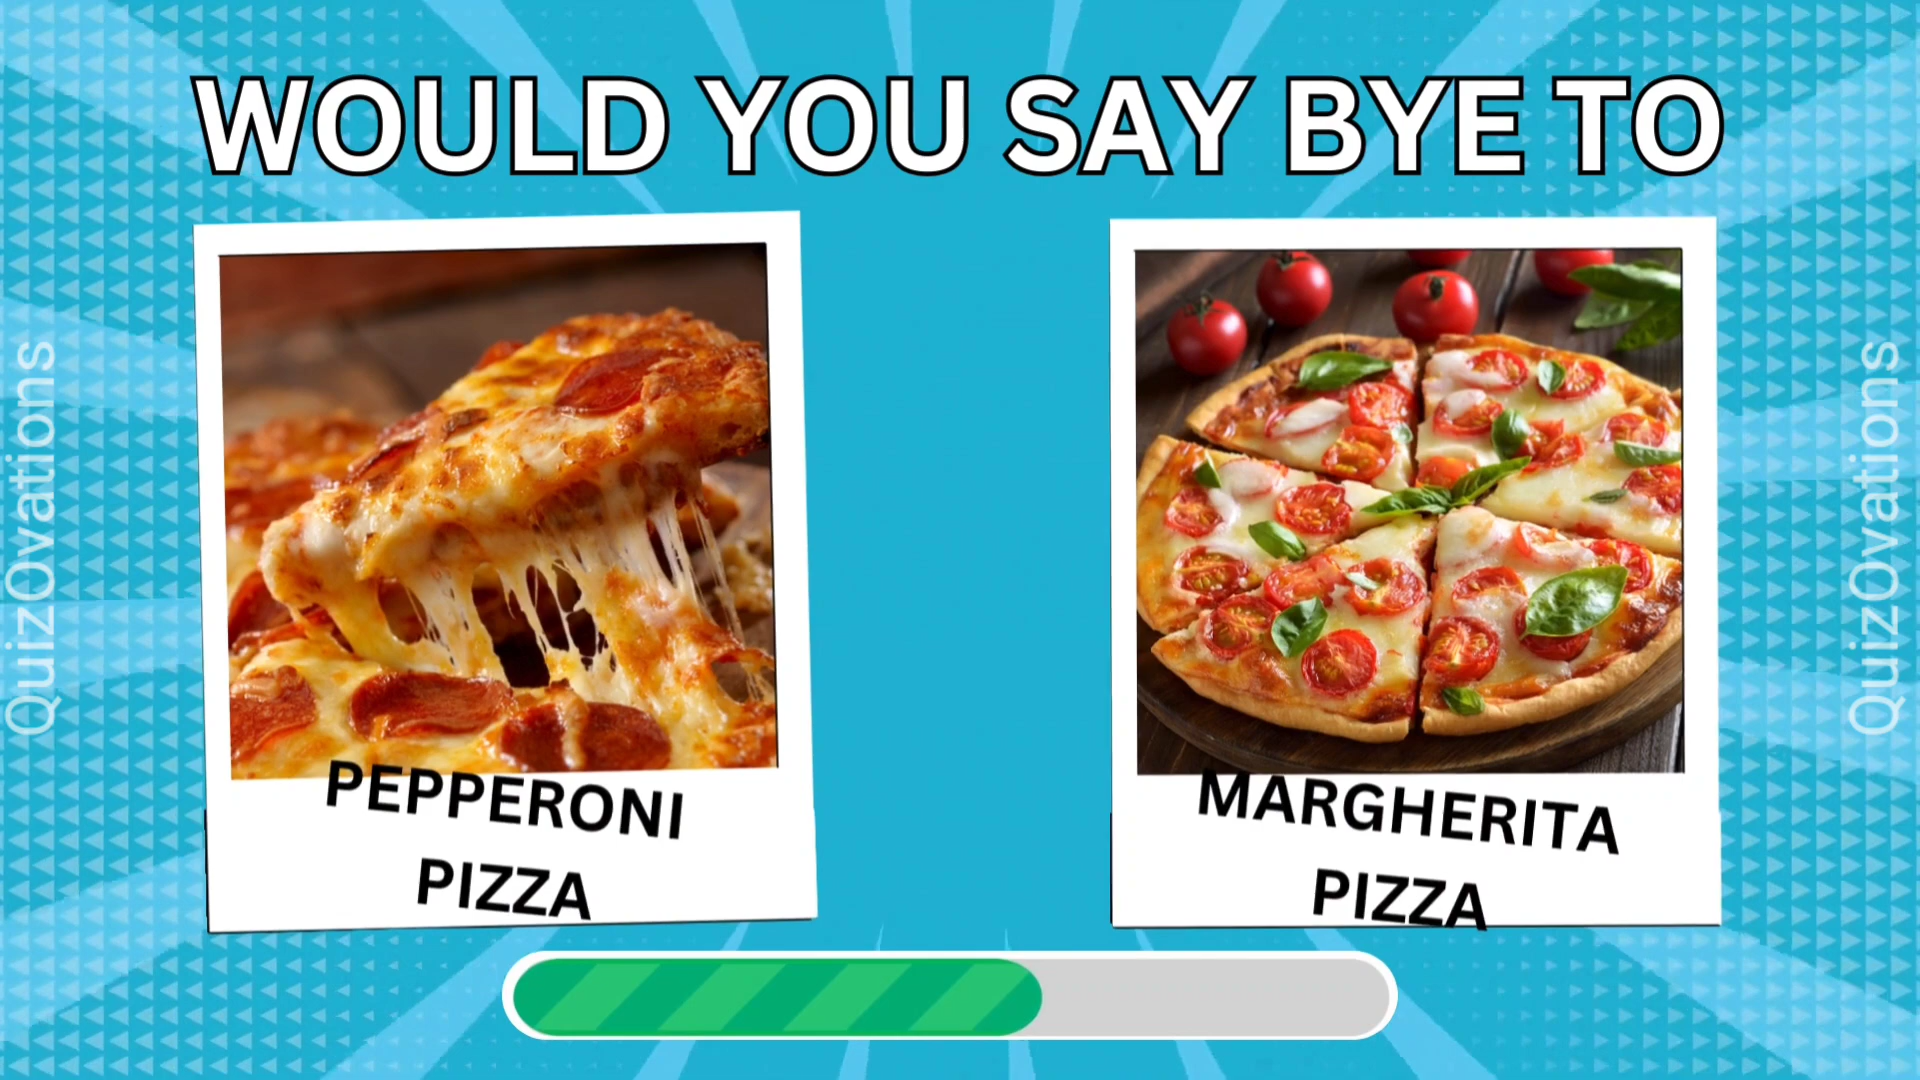 WOULD YOU SAY BYE TO
QuizOvations
PEPPERONI
PIZZA
MARGHERITA
PIZZA
QuizOvations